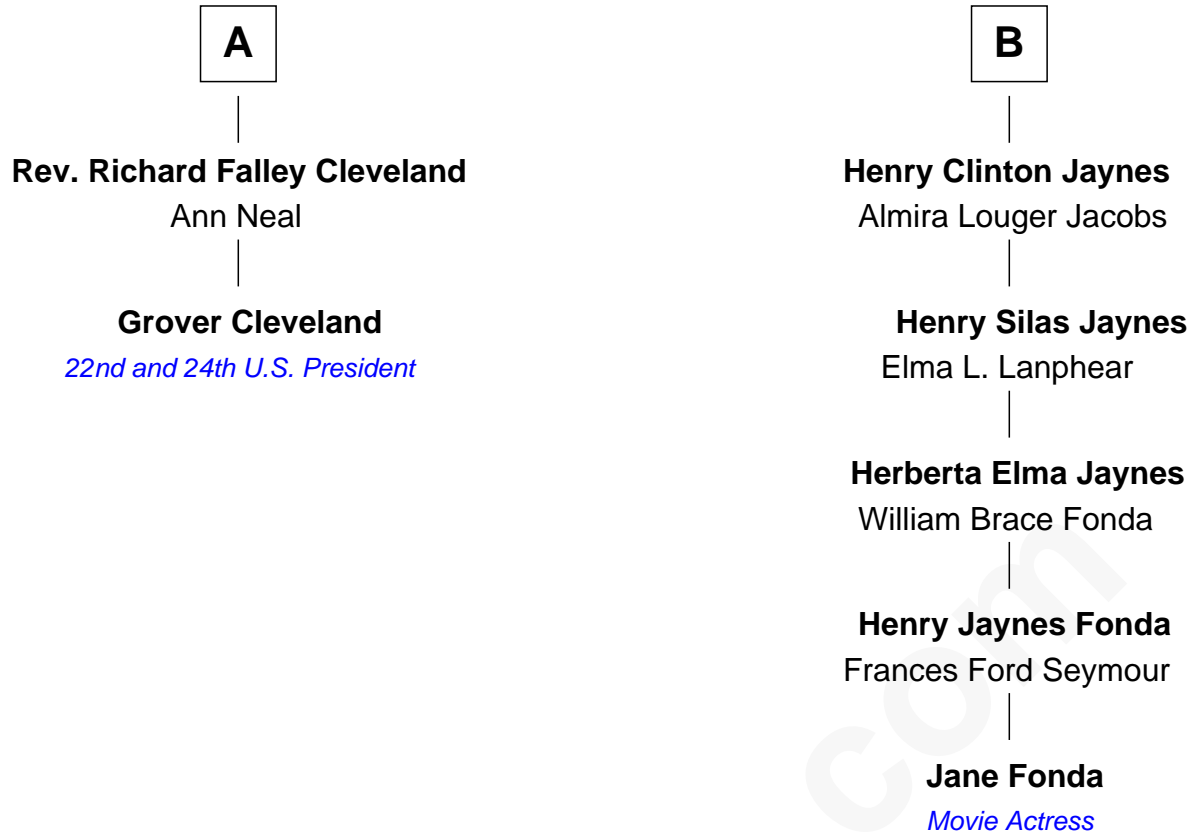 A
Rev. Richard Falley Cleveland
Ann Neal
Grover Cleveland
22nd and 24th U.S. President
B
Henry Clinton Jaynes
Almira Louger Jacobs
Henry Silas Jaynes
Elma L. Lanphear
Herberta Elma Jaynes
William Brace Fonda
Henry Jaynes Fonda
Frances Ford Seymour
Jane Fonda
Movie Actress
com